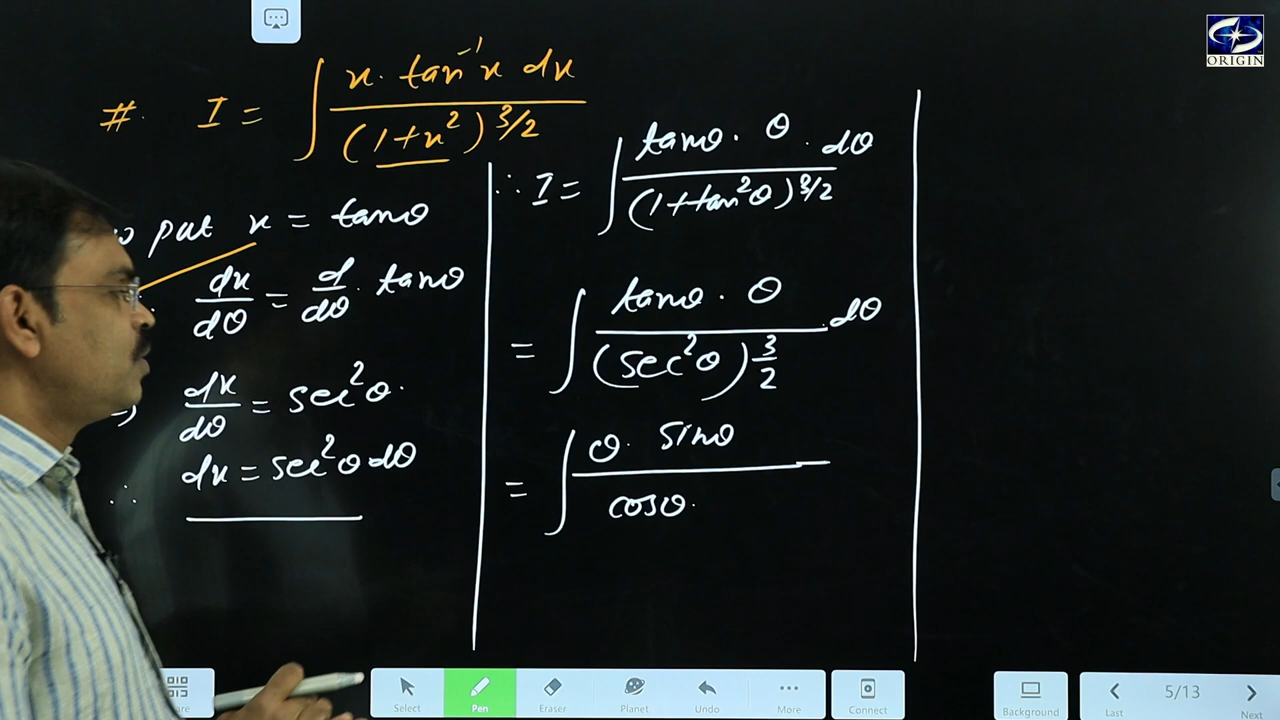 ORIGIN
# I = ∫ x. tan⁻¹x dx / (1+x²)^3/2
put x = tanθ
dx/dθ = d/dθ . tanθ
⇒ dx/dθ = sec²θ.
∴ dx = sec²θ dθ
∴ I = ∫ tanθ. θ . dθ / (1+tan²θ)^3/2
= ∫ tanθ. θ / (sec²θ)^3/2 . dθ
= ∫ θ. sinθ / cosθ.
Select
Pen
Eraser
Planet
Undo
More
Connect
Background
Last
5/13
Next